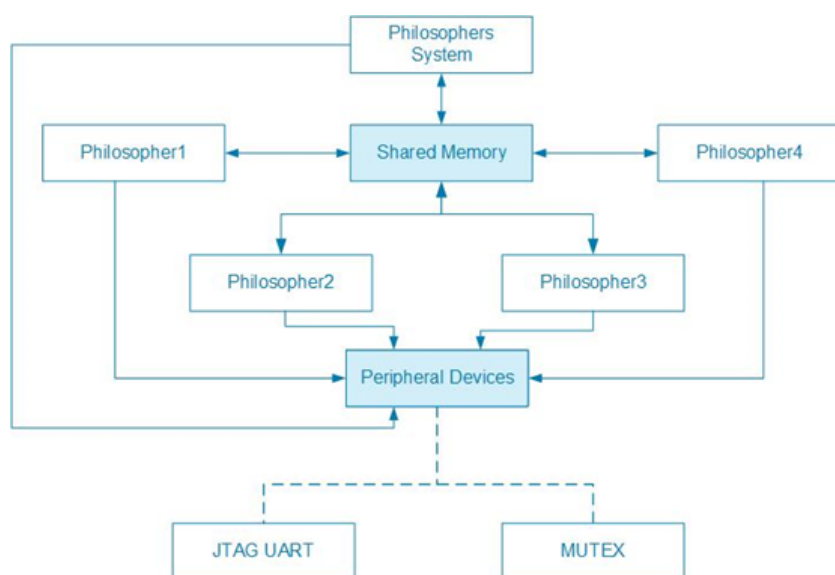 Philosophers
System
Philosopher1
Shared Memory
Philosopher4
Philosopher2
Philosopher3
Peripheral Devices
JTAG UART
MUTEX